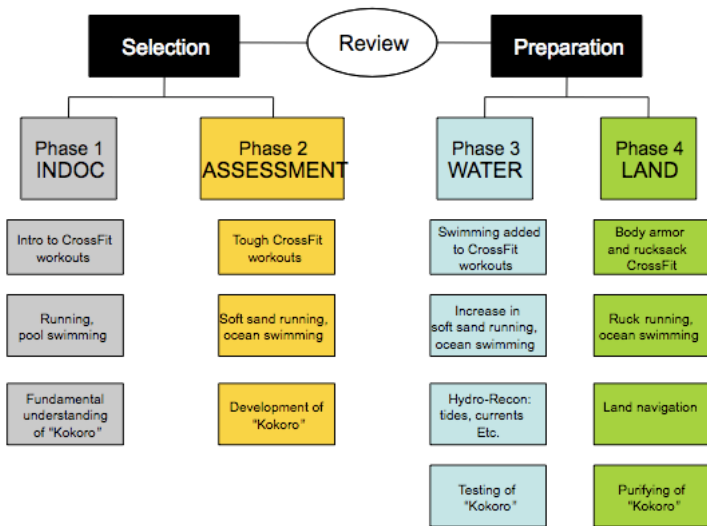 Selection
Review
Preparation
Phase 1
INDOC
Phase 2
ASSESSMENT
Phase 3
WATER
Phase 4
LAND
Intro to CrossFit
workouts
Tough CrossFit
workouts
Swimming added
to CrossFit
workouts
Body armor
and rucksack
CrossFit
Running,
pool swimming
Soft sand running,
ocean swimming
Increase in
soft sand running,
ocean swimming
Ruck running,
ocean swimming
Fundamental
understanding
of "Kokoro"
Development of
"Kokoro"
Hydro-Recon:
tides, currents
Etc.
Land navigation
Testing of
"Kokoro"
Purifying of
"Kokoro"